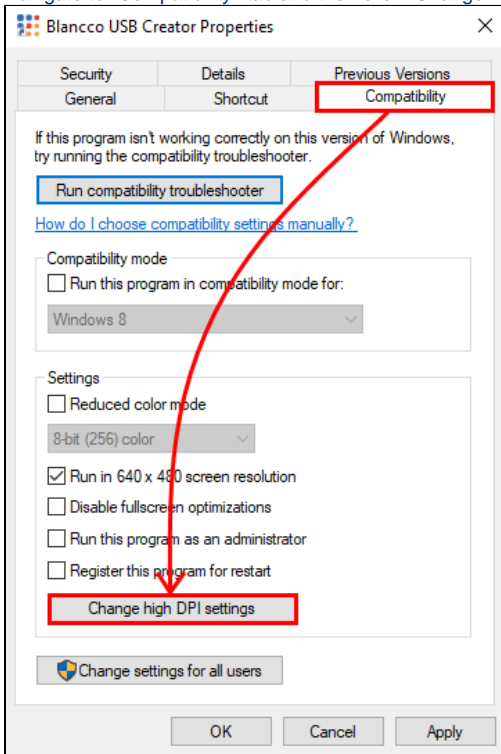 Blancco USB Creator Properties
Security Details Previous Versions
General Shortcut Compatibility
If this program isn't working correctly on this version of Windows,
try running the compatibility troubleshooter.
Run compatibility troubleshooter
How do I choose compatibility settings manually?
Compatibility mode
Run this program in compatibility mode for:
Windows 8
Settings
Reduced color mode
8-bit (256) color
Run in 640 x 480 screen resolution
Disable fullscreen optimizations
Run this program as an administrator
Register this program for restart
Change high DPI settings
Change settings for all users
OK Cancel Apply